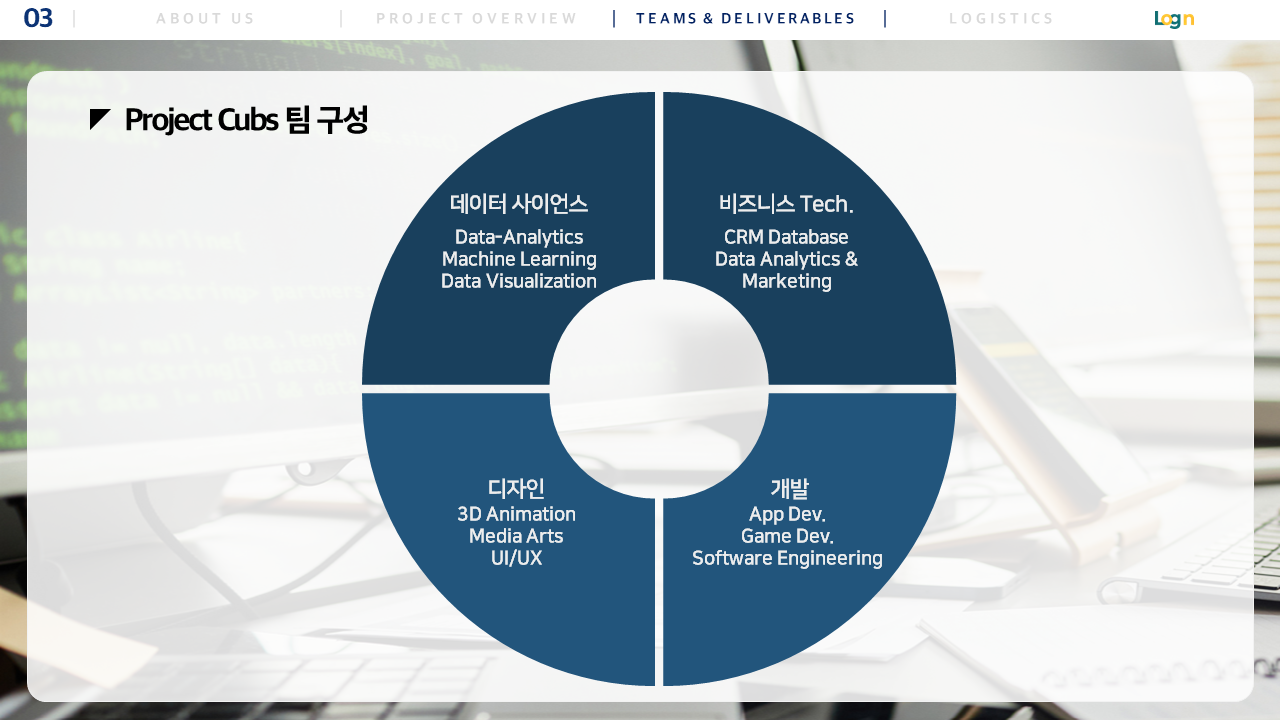 03
ABOUT US
PROJECT OVERVIEW
TEAMS & DELIVERABLES
LOGISTICS
Login
Project Cubs 팀 구성
데이터 사이언스
Data-Analytics
Machine Learning
Data Visualization
비즈니스 Tech.
CRM Database
Data Analytics &
Marketing
디자인
3D Animation
Media Arts
UI/UX
개발
App Dev.
Game Dev.
Software Engineering